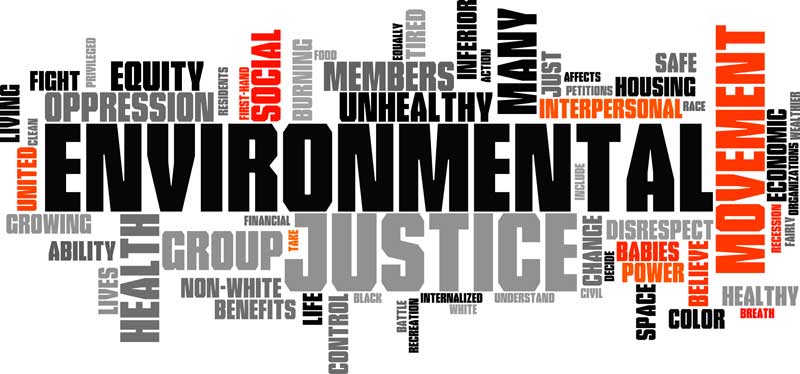 LIVING
FIGHT
CLEAN
PRIVILEGED
EQUITY
OPPRESSION
RESIDENTS
FIRST-HAND
SOCIAL
BURNING
FOOD
MEMBERS
UNHEALTHY
EQUALLY
TIRED
INFERIOR
ACTION
MANY
JUST
AFFECTS
PETITIONS
HOUSING
SAFE
INTERPERSONAL
RACE
MOVEMENT
ECONOMIC
ORGANIZATIONS
WEALTHIER
UNITED
ENVIRONMENTAL
INCLUDE
GROWING
ABILITY
LIVES
HEALTH
FINANCIAL
GROUP
TAKE
JUSTICE
NON-WHITE
BENEFITS
LIFE
CONTROL
BLACK
BATTLE
RECREATION
INTERNALIZED
WHITE
UNDERSTAND
CIVIL
CHANGE
DECIDE
DISRESPECT
BABIES
POWER
BELIEVE
SPACE
COLOR
RECESSION
FAIRLY
HEALTHY
BREATH